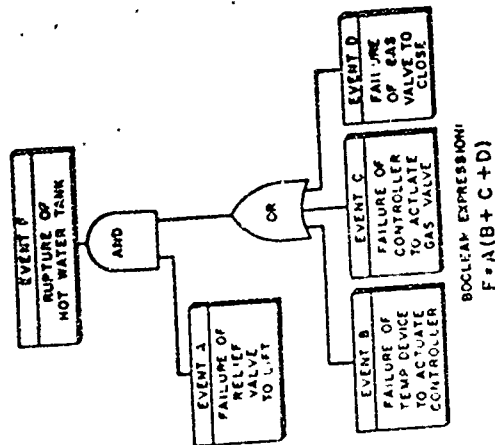 EVENT F
RUPTURE OF
HOT WATER TANK
AND
EVENT A
FAILURE OF
RELIEF
VALVE
TO LIFT
OR
EVENT B
FAILURE OF
TEMP DEVICE
TO ACTUATE
CONTROLLER
EVENT C
FAILURE OF
CONTROLLER
TO ACTUATE
GAS VALVE
EVENT D
FAILURE
OF GAS
VALVE TO
CLOSE
BOOLEAN EXPRESSION:
F = A(B + C + D)